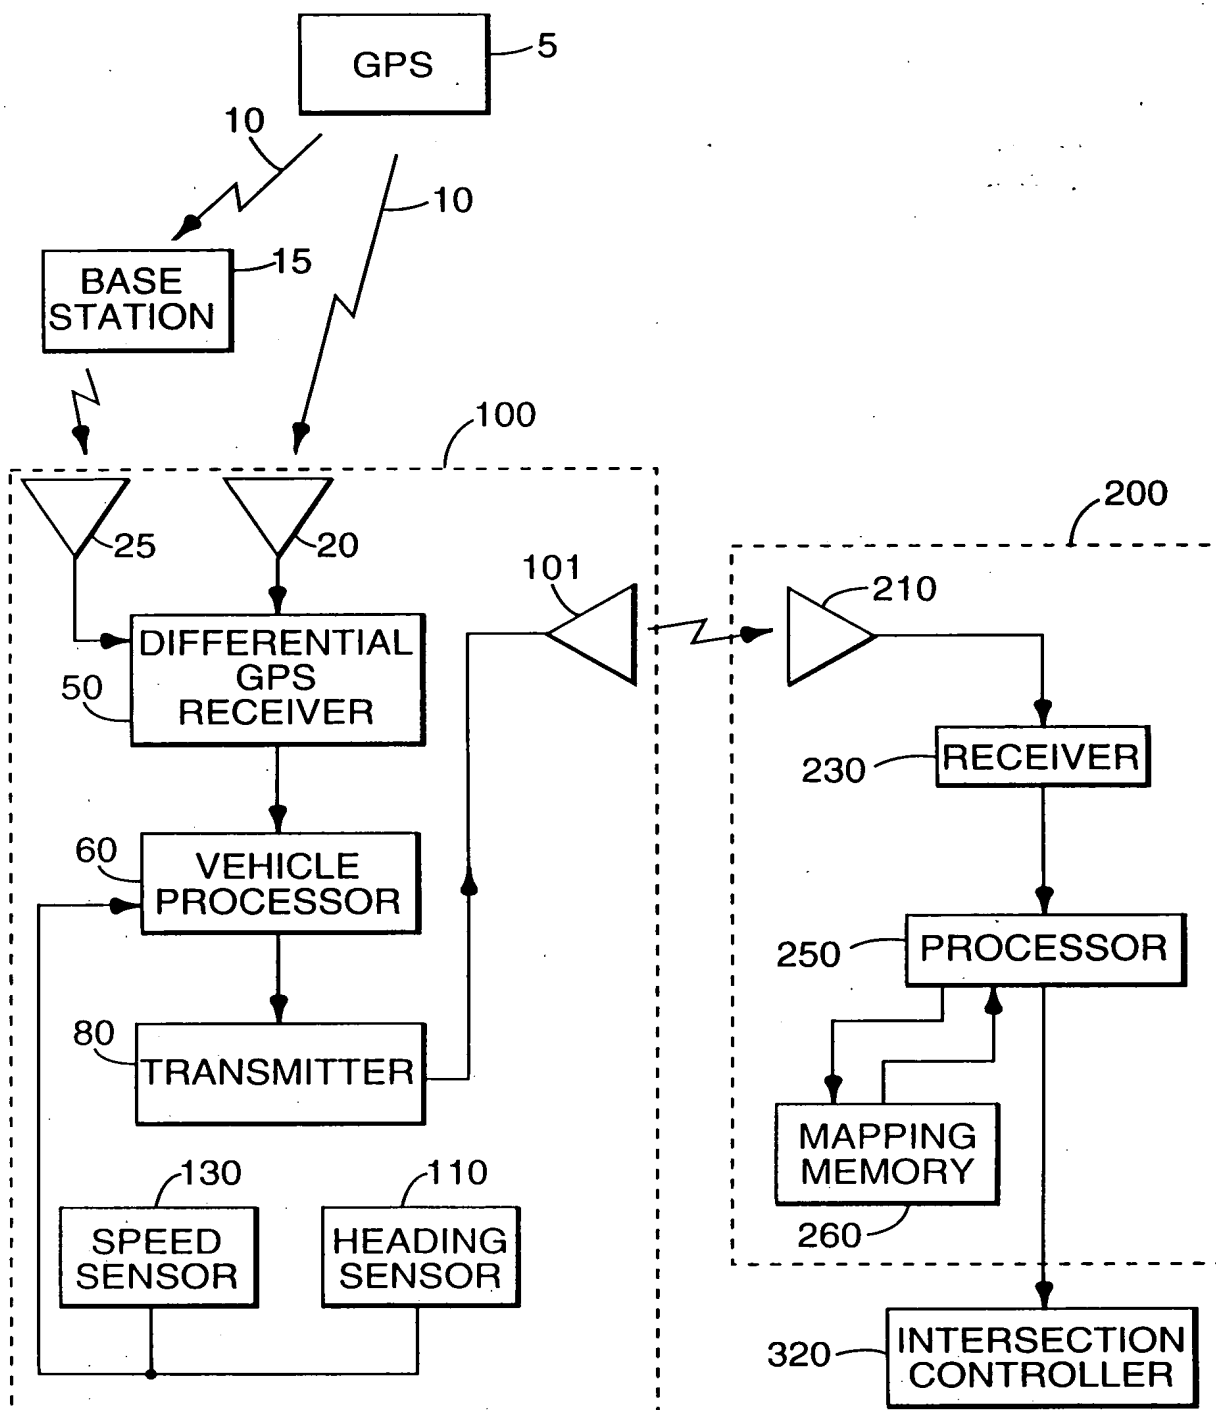 GPS
5
10
10
BASE
STATION
15
100
25
20
200
101
210
DIFFERENTIAL
GPS
RECEIVER
50
RECEIVER
230
60
VEHICLE
PROCESSOR
250
PROCESSOR
80
TRANSMITTER
MAPPING
MEMORY
260
130
110
SPEED
SENSOR
HEADING
SENSOR
320
INTERSECTION
CONTROLLER